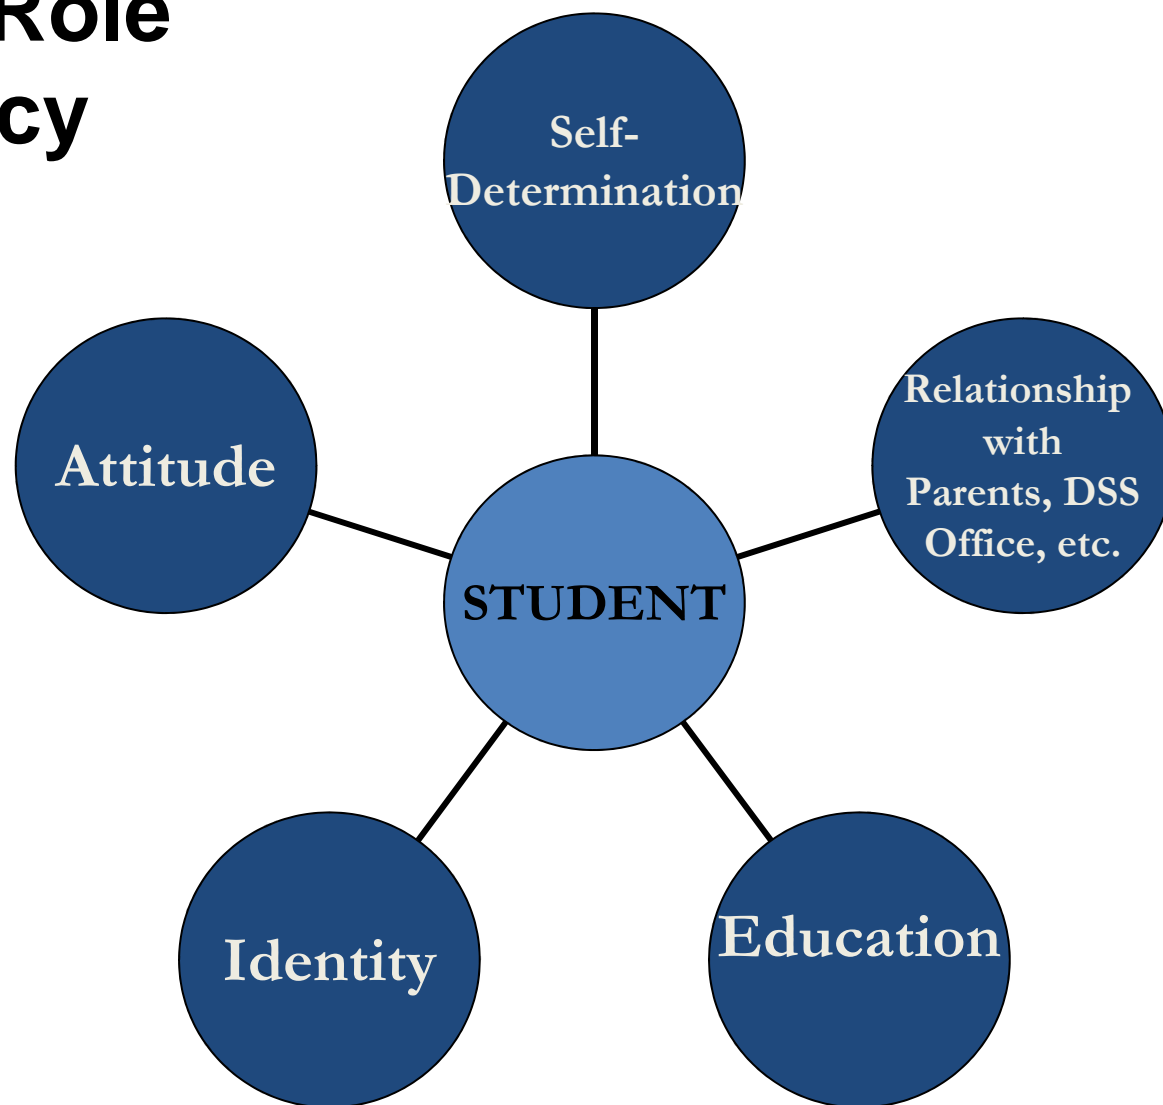 Role
cy
Self-
Determination
Relationship
with
Parents, DSS
Office, etc.
Attitude
STUDENT
Education
Identity